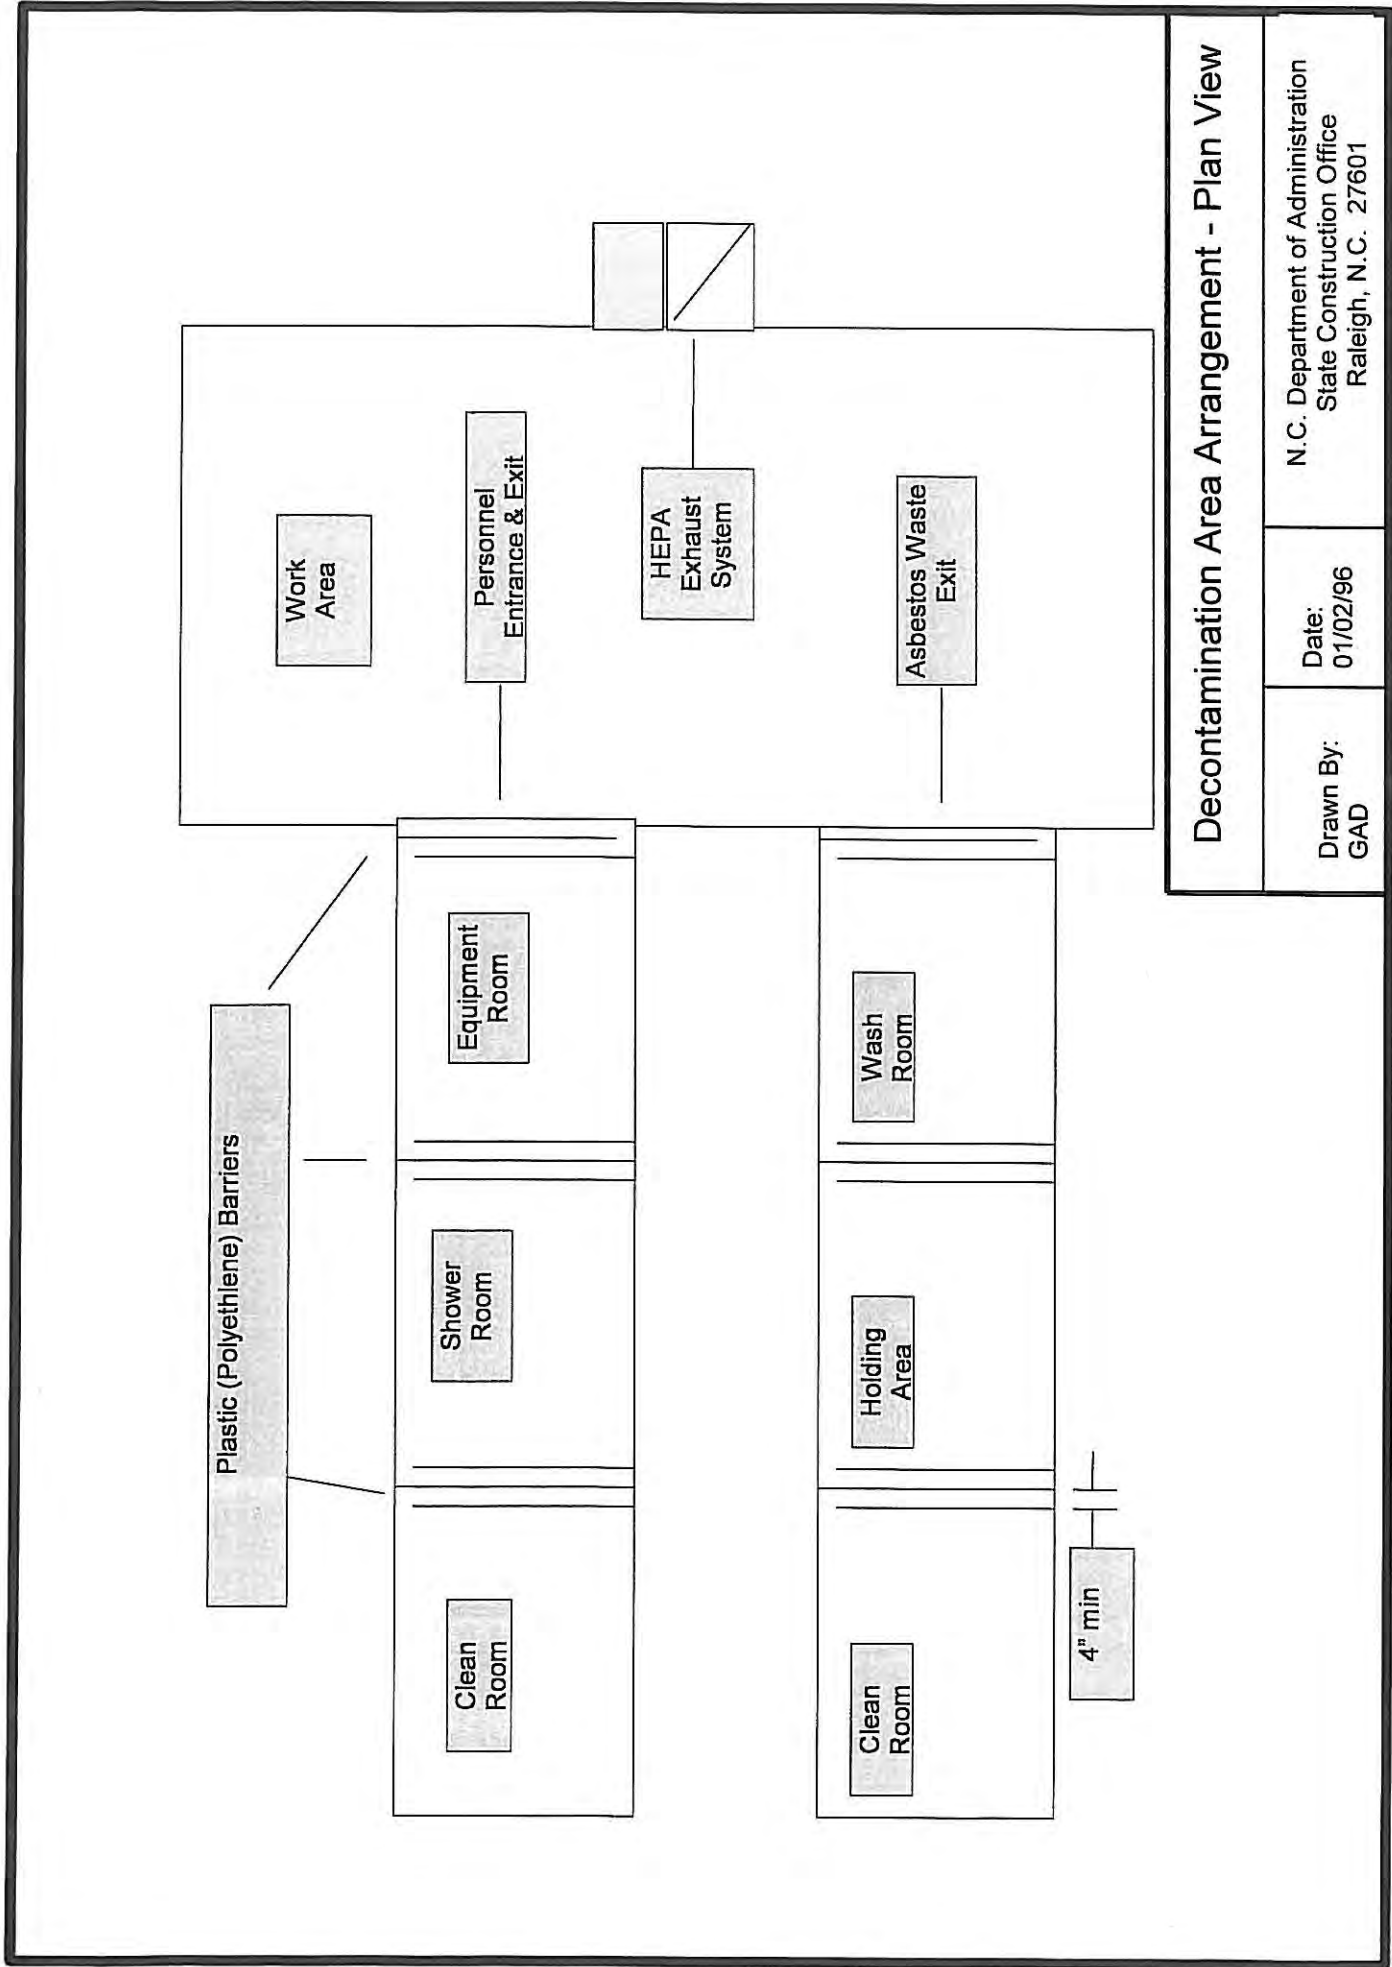 Plastic (Polyethlene) Barriers
Work
Area
Clean
Room
Shower
Room
Equipment
Room
Personnel
Entrance & Exit
HEPA
Exhaust
System
Clean
Room
Holding
Area
Wash
Room
Asbestos Waste
Exit
4" min
Decontamination Area Arrangement - Plan View
Drawn By:
GAD
Date:
01/02/96
N.C. Department of Administration
State Construction Office
Raleigh, N.C. 27601